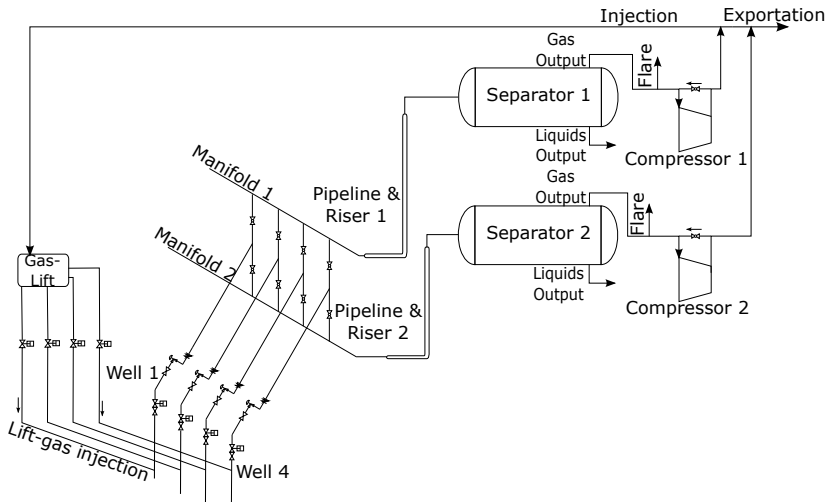 Injection
Exportation
Gas
Output
Flare
Separator 1
Liquids
Output
Compressor 1
Manifold 1
Pipeline &
Riser 1
Gas
Output
Flare
Separator 2
Manifold 2
Gas-
Lift
Liquids
Output
Compressor 2
Pipeline &
Riser 2
Well 1
Lift-gas injection
Well 4